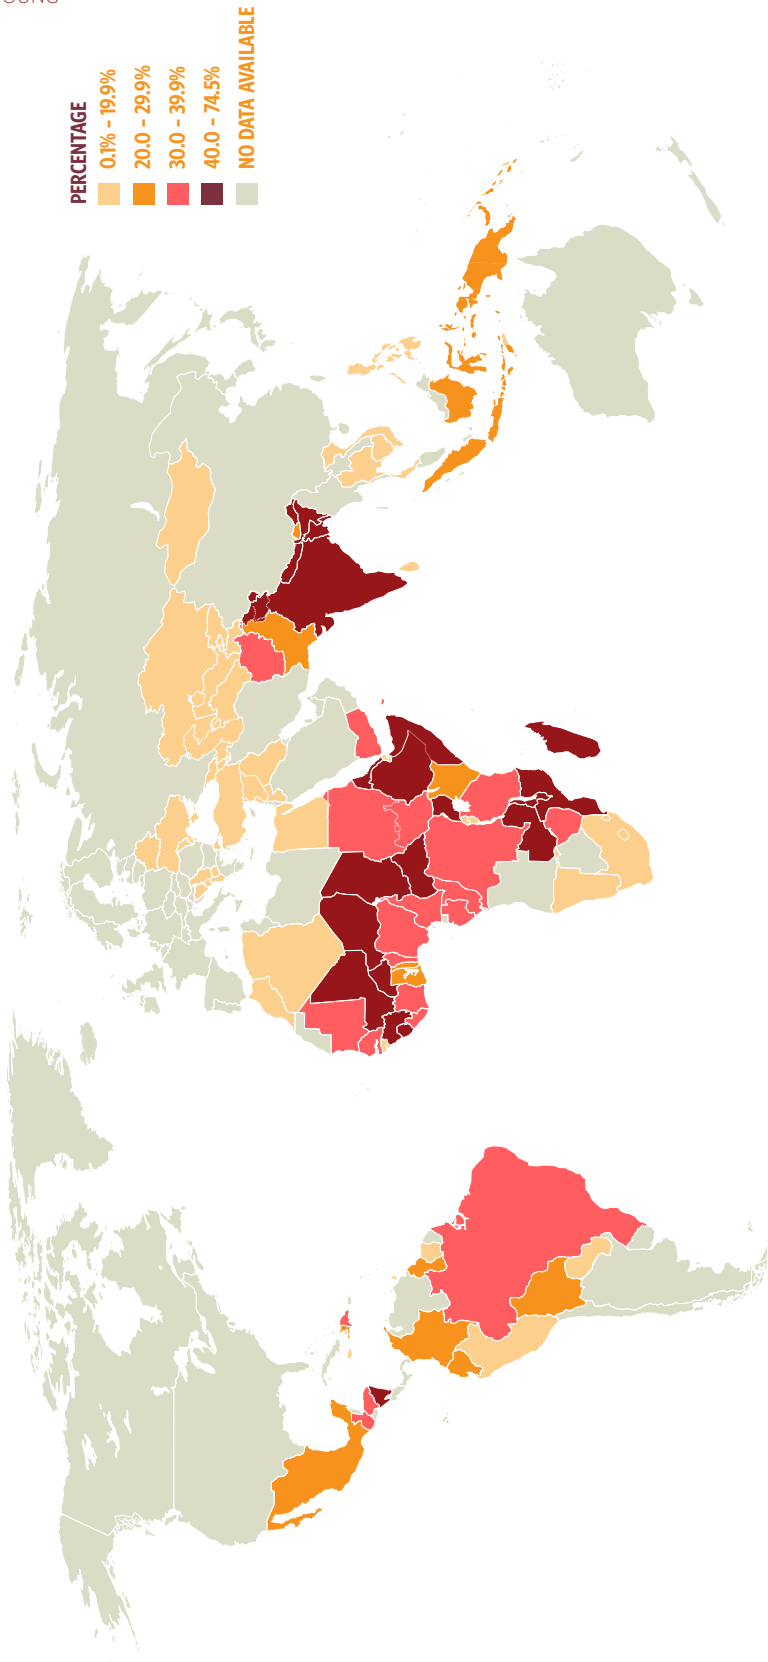 PERCENTAGE
0.1% - 19.9%
20.0 - 29.9%
30.0 - 39.9%
40.0 - 74.5%
NO DATA AVAILABLE